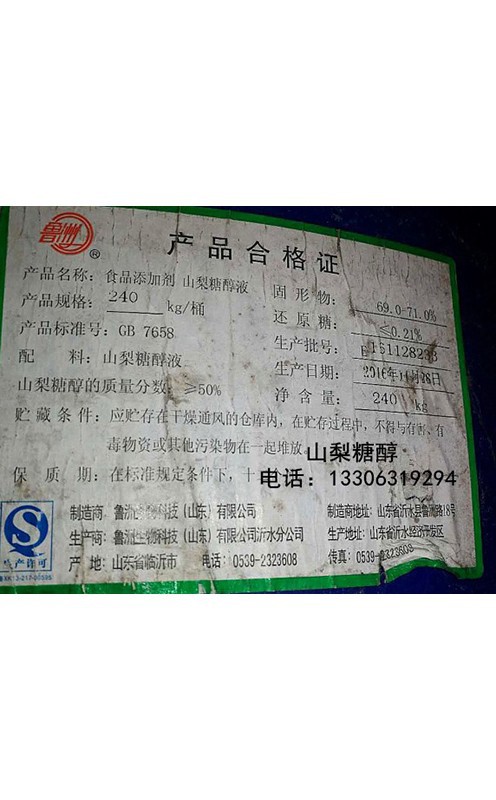 鲁洲
®
产品合格证
产品名称：食品添加剂 山梨糖醇液
固形物：69.0-71.0%
产品规格：240 kg/桶
还原糖：≤0.21%
产品标准号：GB 7658
生产批号：
配 料：山梨糖醇液
生产日期：
山梨糖醇的质量分数：≥50%
净含量：240 kg
贮藏条件：应贮存在干燥通风的仓库内，在贮存过程中，不得与有害、有
毒物资或其他污染物在一起堆放
山梨糖醇
保 质 期：在标准规定条件下，十
电话：13306319294
制造商：鲁洲生物科技（山东）有限公司
制造商地址：山东省沂水县鲁洲路18号
生产商：鲁洲生物科技（山东）有限公司沂水分公司
生产地址：山东省沂水经济开发区
产 地：山东省临沂市 电话：0539-2323608
传真：0539-2323608
生产许可